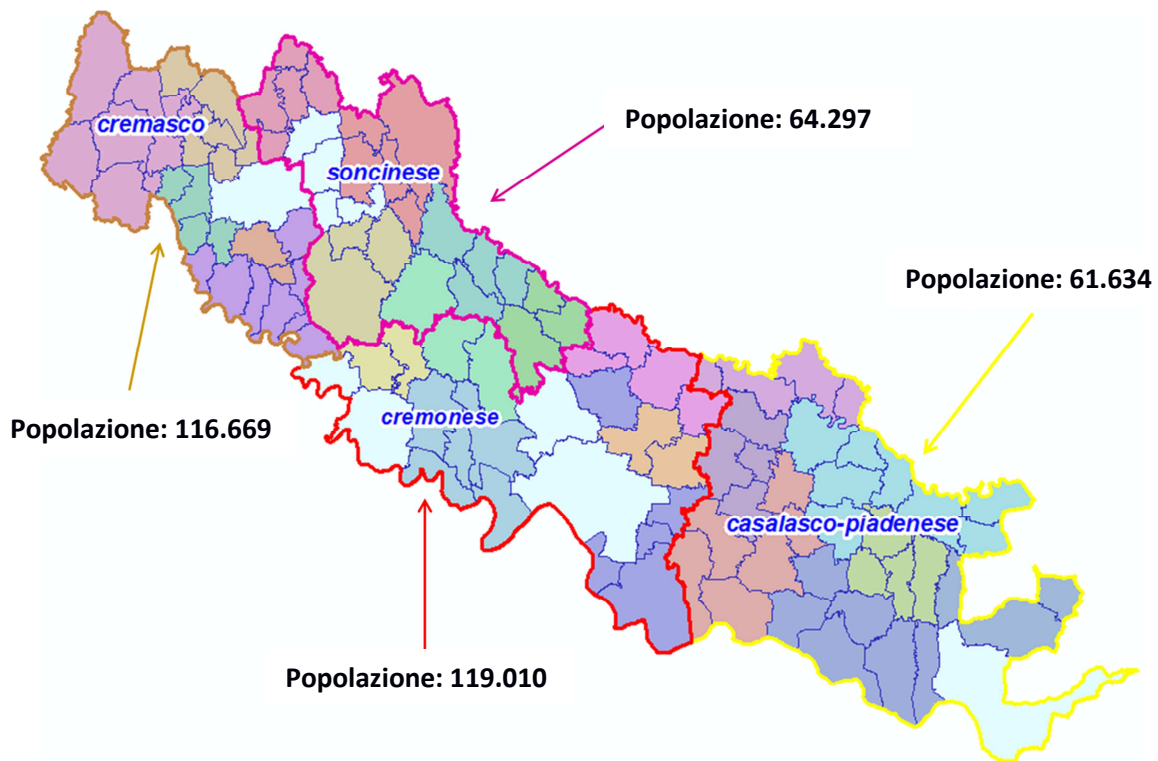 cremasco
Popolazione: 64.297
soncinese
Popolazione: 61.634
Popolazione: 116.669
cremonese
casalasco-piadenese
Popolazione: 119.010